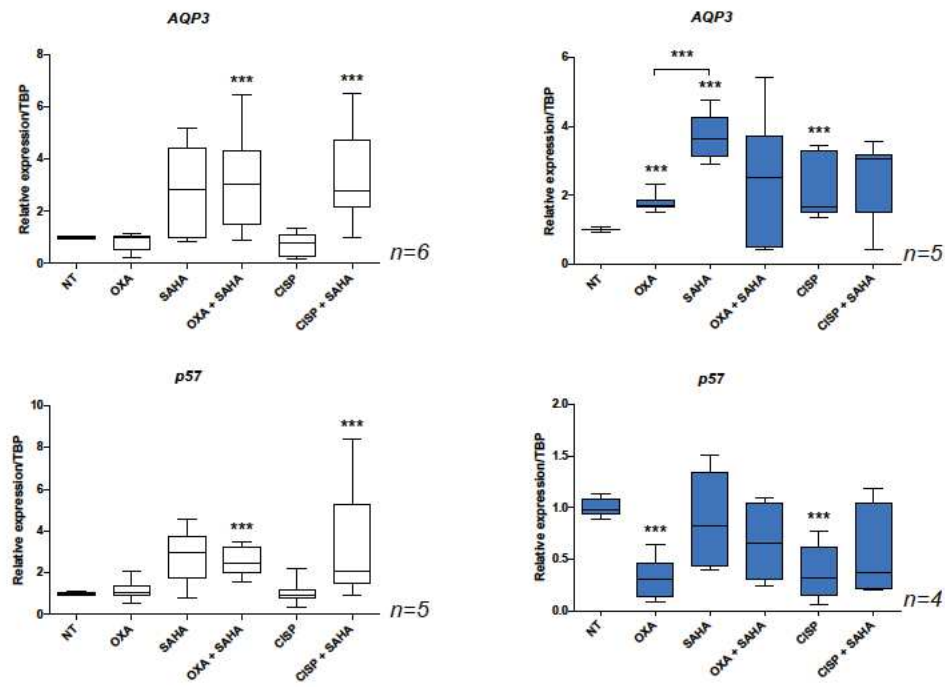 AQP3
Relative expression/TBP
8
6
4
2
0
***
***
NT
OXA
SAHA
OXA + SAHA
CISP
CISP + SAHA
n=6
AQP3
Relative expression/TBP
6
4
2
0
***
***
***
***
NT
OXA
SAHA
OXA + SAHA
CISP
CISP + SAHA
n=5
p57
Relative expression/TBP
10
8
6
4
2
0
***
***
NT
OXA
SAHA
OXA + SAHA
CISP
CISP + SAHA
n=5
p57
Relative expression/TBP
2.0
1.5
1.0
0.5
0.0
***
***
NT
OXA
SAHA
OXA + SAHA
CISP
CISP + SAHA
n=4